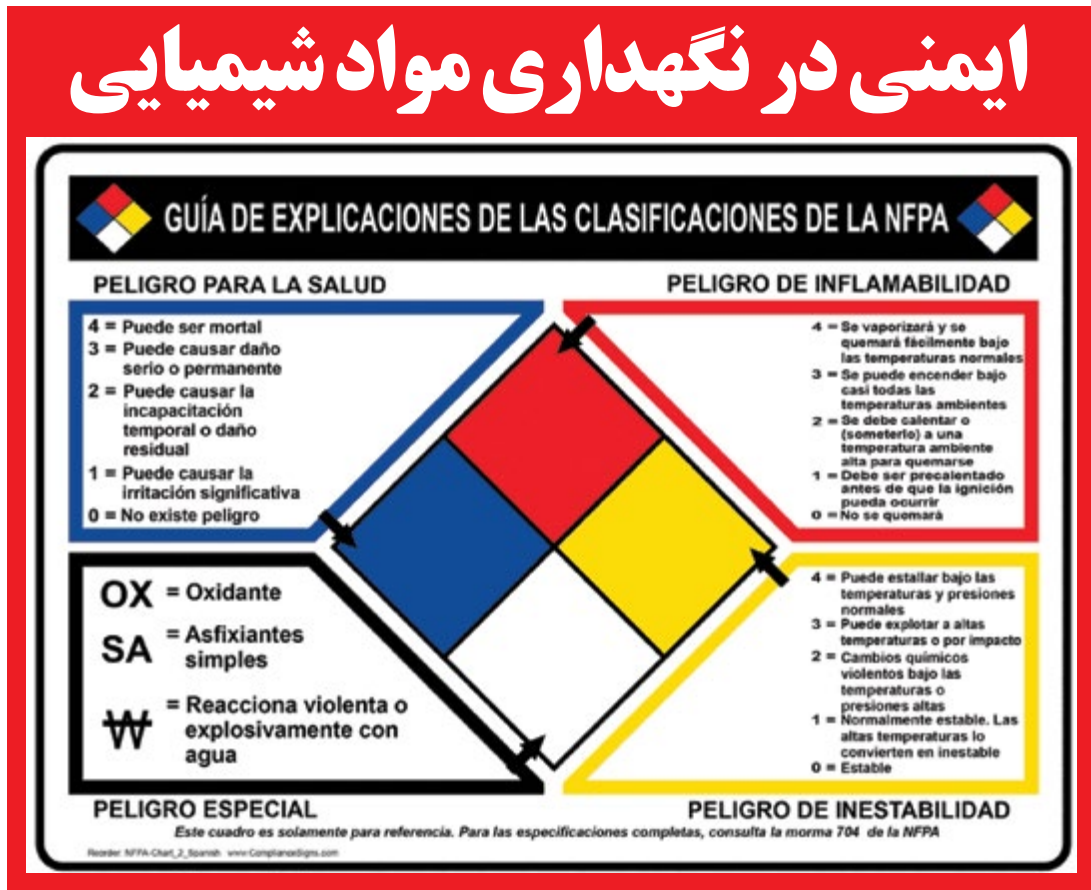 ایمنی در نگهداری مواد شیمیایی
GUÍA DE EXPLICACIONES DE LAS CLASIFICACIONES DE LA NFPA
PELIGRO PARA LA SALUD
4 = Puede ser mortal
3 = Puede causar daño
serio o permanente
2 = Puede causar la
incapacitación
temporal o daño
residual
1 = Puede causar la
irritación significativa
0 = No existe peligro
PELIGRO DE INFLAMABILIDAD
4 = Se vaporizará y se
quemará fácilmente bajo
las temperaturas normales
3 = Se puede encender bajo
casi todas las
temperaturas ambientes
2 = Se debe calentar o
(someterlo) a una
temperatura ambiente
alta para quemarse
1 = Debe ser precalentado
antes de que la ignición
pueda ocurrir
0 = No se quemará
OX = Oxidante
SA = Asfixiantes
simples
W = Reacciona violenta o
explosivamente con
agua
PELIGRO ESPECIAL
4 = Puede estallar bajo las
temperaturas y presiones
normales
3 = Puede explotar a altas
temperaturas o por impacto
2 = Cambios químicos
violentos bajo las
temperaturas o
presiones altas
1 = Normalmente estable. Las
altas temperaturas lo
convierten en inestable
0 = Estable
PELIGRO DE INESTABILIDAD
Este cuadro es solamente para referencia. Para las especificaciones completas, consulta la morma 704 de la NFPA
Reorder: NFPA-Chart_2_Spanish www.ComplianceSigns.com